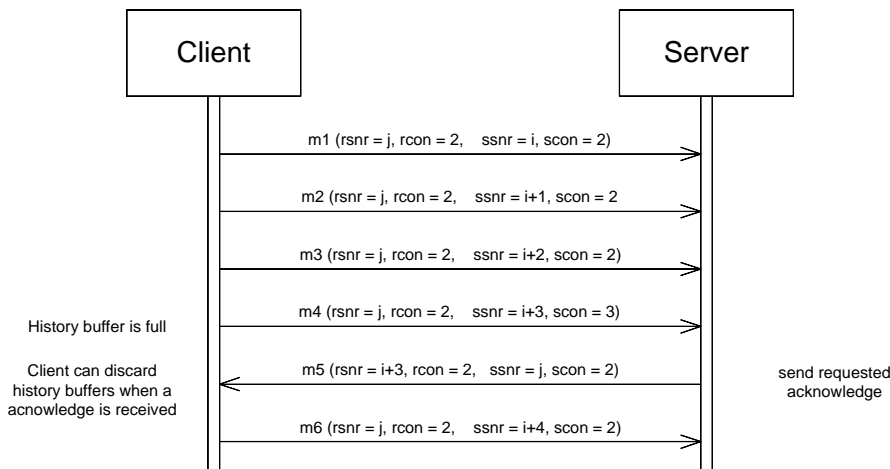 Client
Server
m1 (rsnr = j, rcon = 2, ssnr = i, scon = 2)
m2 (rsnr = j, rcon = 2, ssnr = i+1, scon = 2
m3 (rsnr = j, rcon = 2, ssnr = i+2, scon = 2)
History buffer is full
m4 (rsnr = j, rcon = 2, ssnr = i+3, scon = 3)
Client can discard
history buffers when a
acnowledge is received
m5 (rsnr = i+3, rcon = 2, ssnr = j, scon = 2)
send requested
acknowledge
m6 (rsnr = j, rcon = 2, ssnr = i+4, scon = 2)